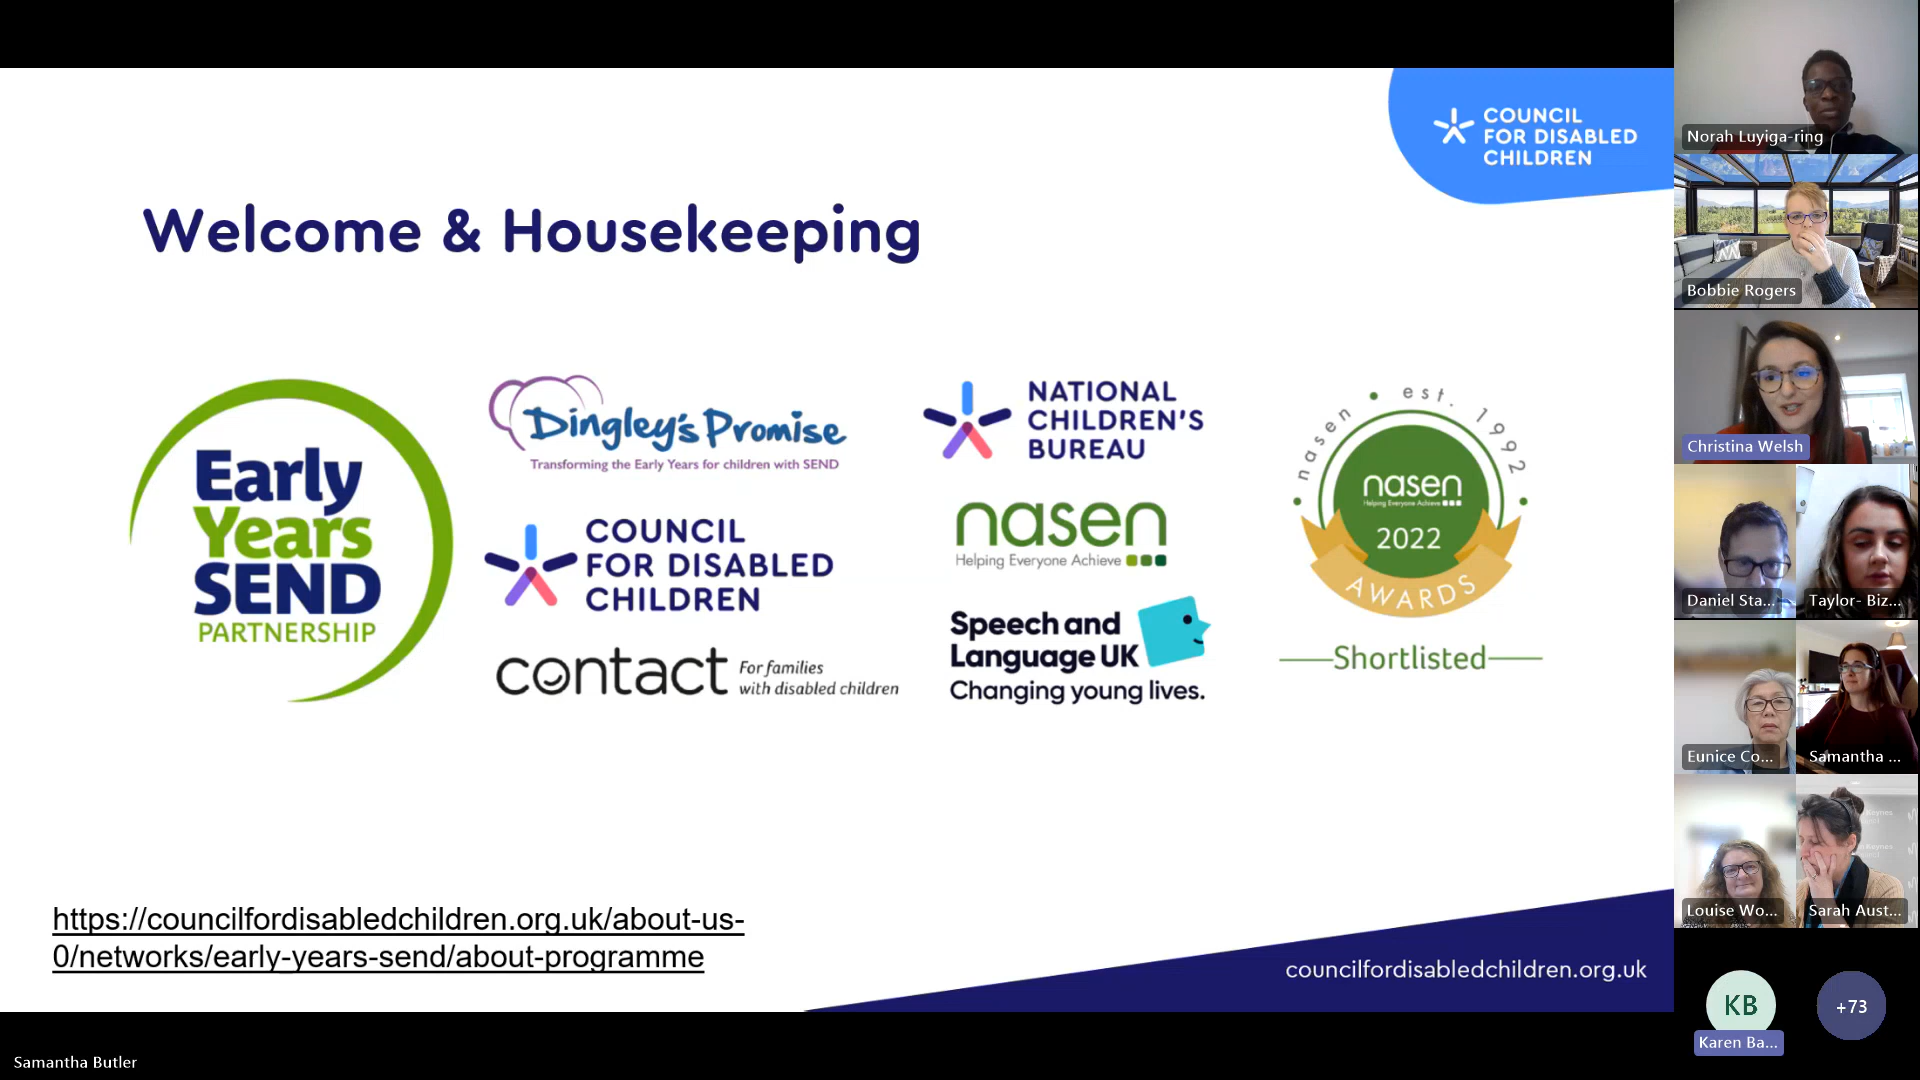 COUNCIL
FOR DISABLED
CHILDREN
Welcome & Housekeeping
Early
Years
SEND
PARTNERSHIP
Dingley's Promise
Transforming the Early Years for children with SEND
COUNCIL
FOR DISABLED
CHILDREN
contact For families
with disabled children
NATIONAL
CHILDREN'S
BUREAU
nasen
Helping Everyone Achieve
Speech and
Language UK
Changing young lives.
nasen • est. 1992
nasen
Helping Everyone Achieve
2022
AWARDS
Shortlisted
https://councilfordisabledchildren.org.uk/about-us-
0/networks/early-years-send/about-programme
councilfordisabledchildren.org.uk
Samantha Butler
Norah Luyiga-ring
Bobbie Rogers
Christina Welsh
Daniel Sta...
Taylor- Biz...
Eunice Co...
Samantha ...
Louise Wo...
Sarah Aust...
KB
Karen Ba...
+73